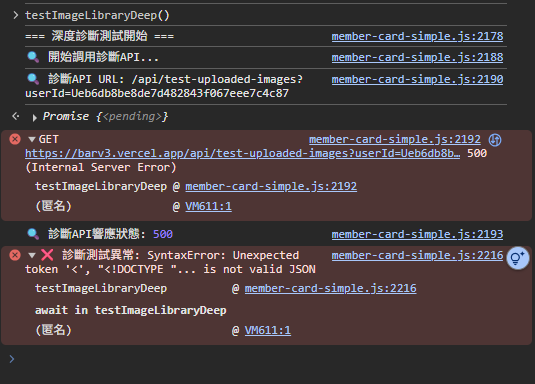 testImageLibraryDeep()
=== 深度診斷測試開始 === member-card-simple.js:2178
🔍 開始調用診斷API... member-card-simple.js:2188
🔍 診斷API URL: /api/test-uploaded-images? member-card-simple.js:2190
userId=Ueb6db8be8de7d482843f067eee7c4c87
Promise {<pending>}
GET member-card-simple.js:2192
https://barv3.vercel.app/api/test-uploaded-images?userId=Ueb6db8b… 500
(Internal Server Error)
testImageLibraryDeep @ member-card-simple.js:2192
(匿名) @ VM611:1
🔍 診斷API響應狀態: 500 member-card-simple.js:2193
❌ 診斷測試異常: SyntaxError: Unexpected member-card-simple.js:2216
token '<', "<!DOCTYPE "... is not valid JSON
testImageLibraryDeep @ member-card-simple.js:2216
await in testImageLibraryDeep
(匿名) @ VM611:1